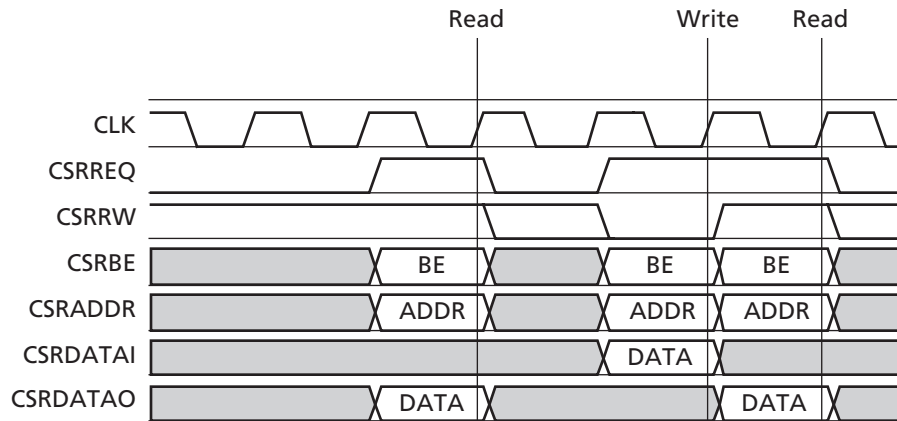 Read Write Read
CLK
CSRREQ
CSRRW
CSRBE BE BE BE
CSRADDR ADDR ADDR ADDR
CSRDATAI DATA
CSRDATAO DATA DATA